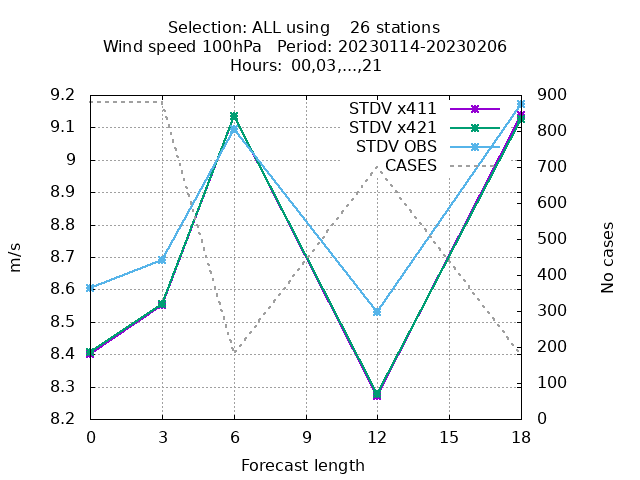 Selection: ALL using    26 stations
Wind speed 100hPa   Period: 20230114-20230206
Hours:  00,03,...,21
9.2
9.1
9
8.9
8.8
8.7
8.6
8.5
8.4
8.3
8.2
m/s
STDV x411
STDV x421
STDV OBS
CASES
900
800
700
600
500
400
300
200
100
0
No cases
0 3 6 9 12 15 18
Forecast length